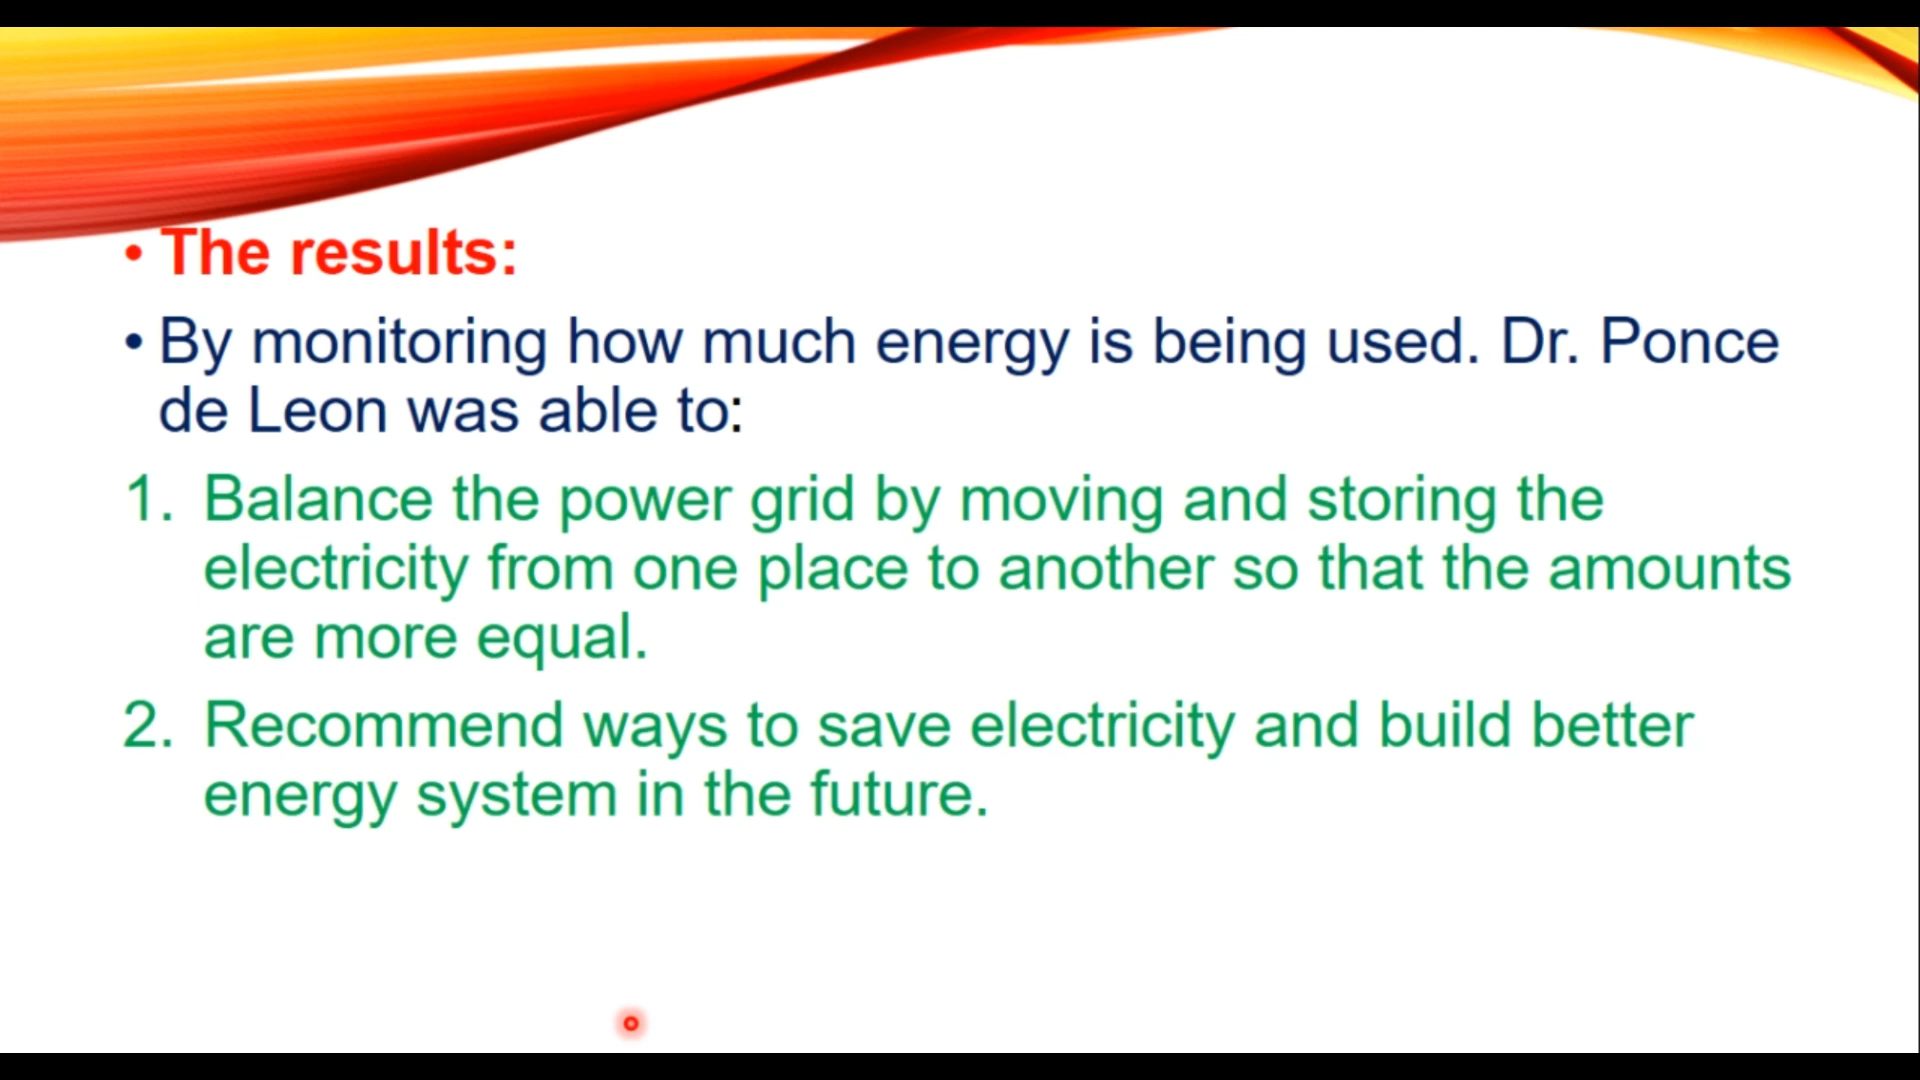 • The results:
• By monitoring how much energy is being used. Dr. Ponce
de Leon was able to:
1. Balance the power grid by moving and storing the
electricity from one place to another so that the amounts
are more equal.
2. Recommend ways to save electricity and build better
energy system in the future.